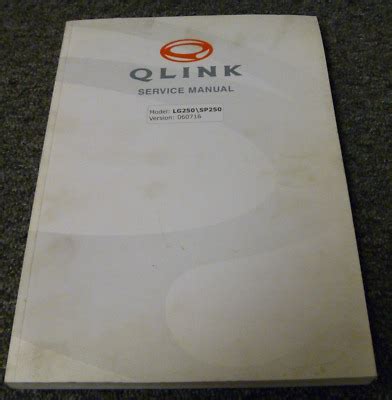 QLINK
SERVICE MANUAL
Model: LG250\SP250
Version: 060716